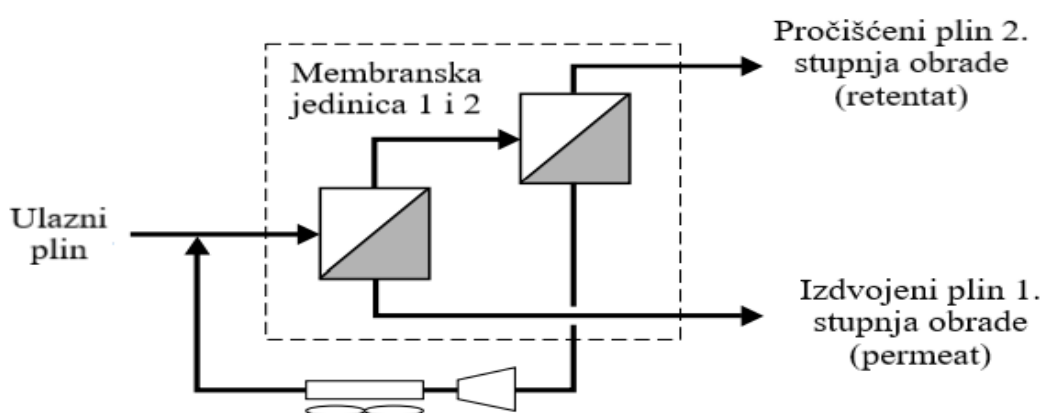 Pročišćeni plin 2.
stupnja obrade
(retentat)
Membranska
jedinica 1 i 2
Ulazni
plin
Izdvojeni plin 1.
stupnja obrade
(permeat)